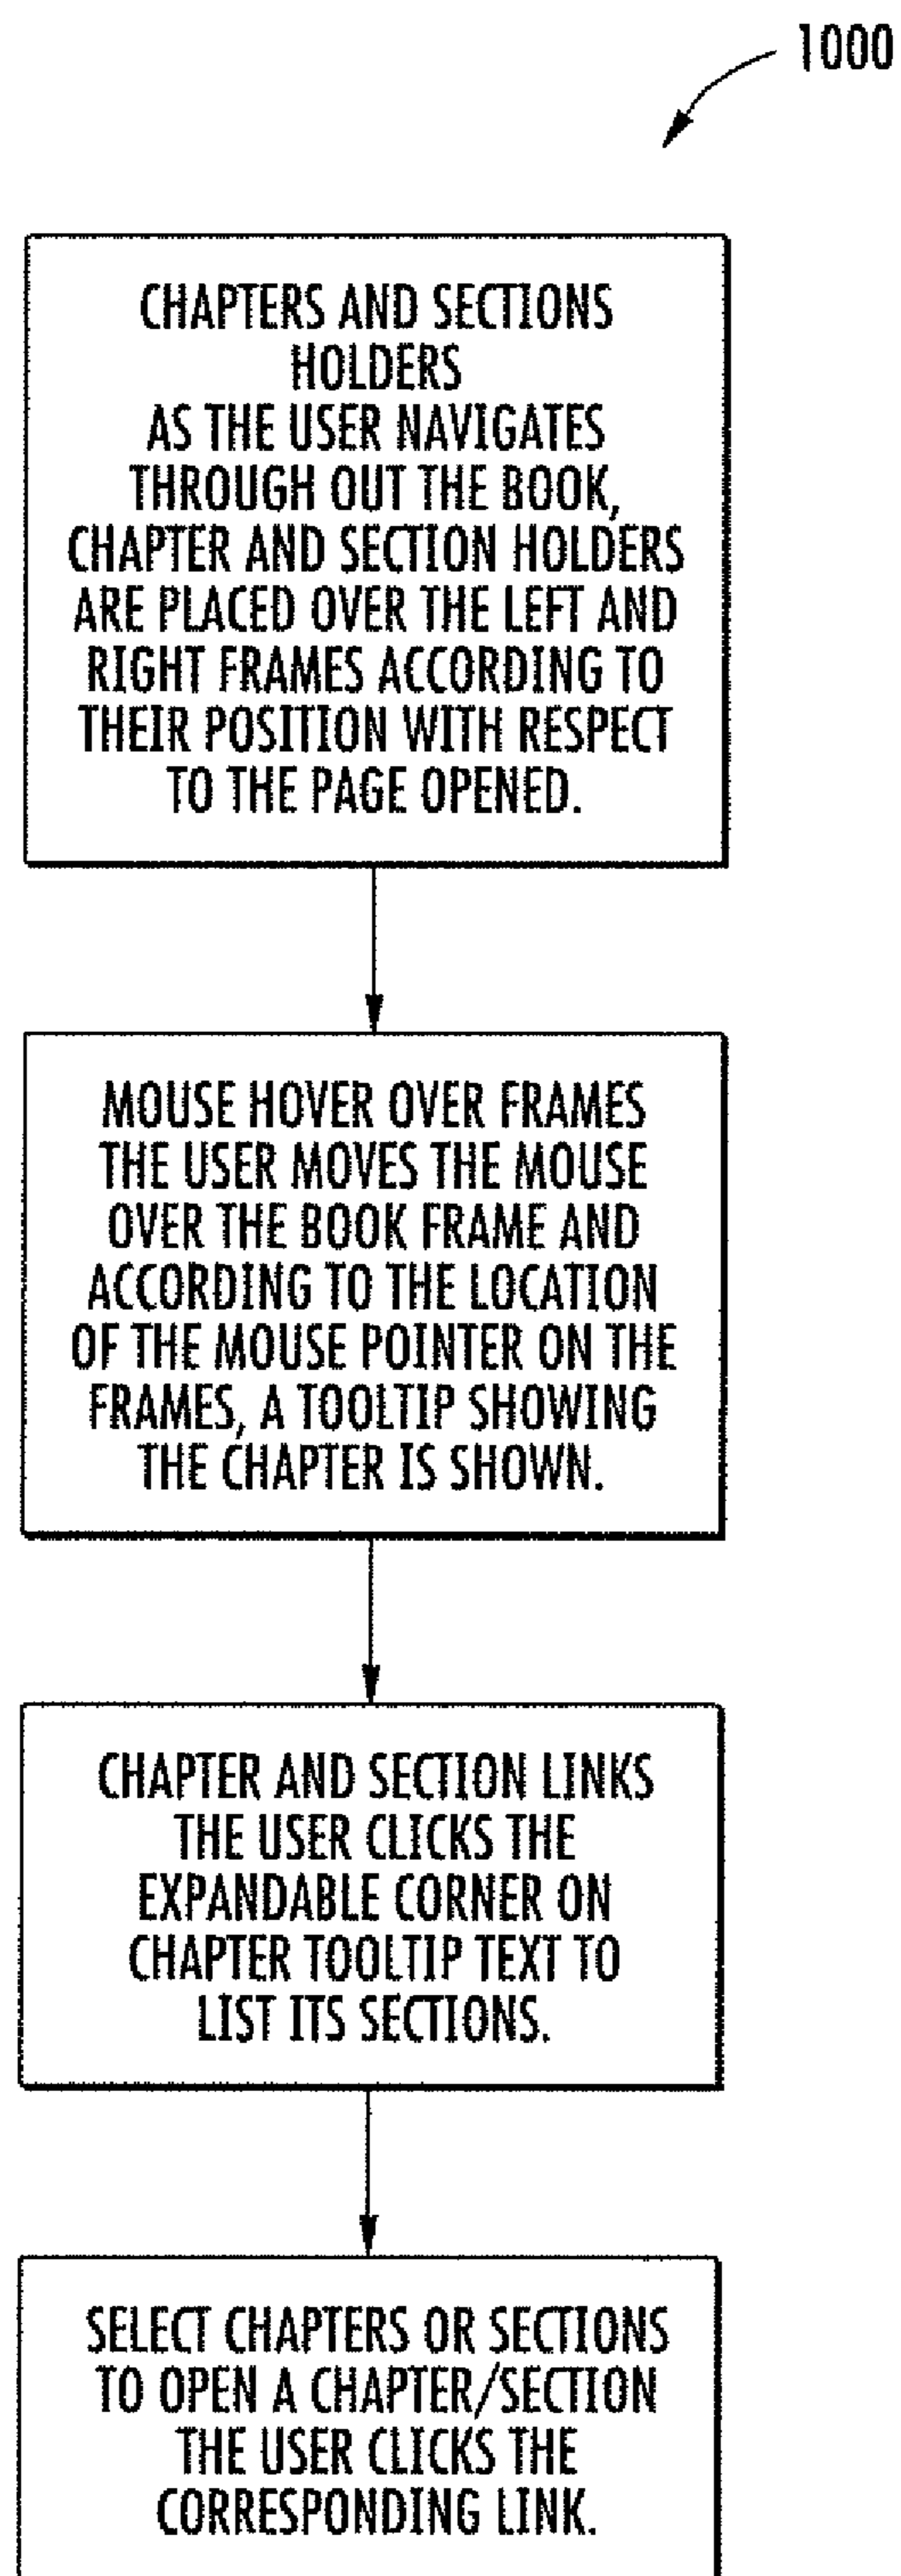 1000
CHAPTERS AND SECTIONS
HOLDERS
AS THE USER NAVIGATES
THROUGH OUT THE BOOK,
CHAPTER AND SECTION HOLDERS
ARE PLACED OVER THE LEFT AND
RIGHT FRAMES ACCORDING TO
THEIR POSITION WITH RESPECT
TO THE PAGE OPENED.
MOUSE HOVER OVER FRAMES
THE USER MOVES THE MOUSE
OVER THE BOOK FRAME AND
ACCORDING TO THE LOCATION
OF THE MOUSE POINTER ON THE
FRAMES, A TOOLTIP SHOWING
THE CHAPTER IS SHOWN.
CHAPTER AND SECTION LINKS
THE USER CLICKS THE
EXPANDABLE CORNER ON
CHAPTER TOOLTIP TEXT TO
LIST ITS SECTIONS.
SELECT CHAPTERS OR SECTIONS
TO OPEN A CHAPTER/SECTION
THE USER CLICKS THE
CORRESPONDING LINK.